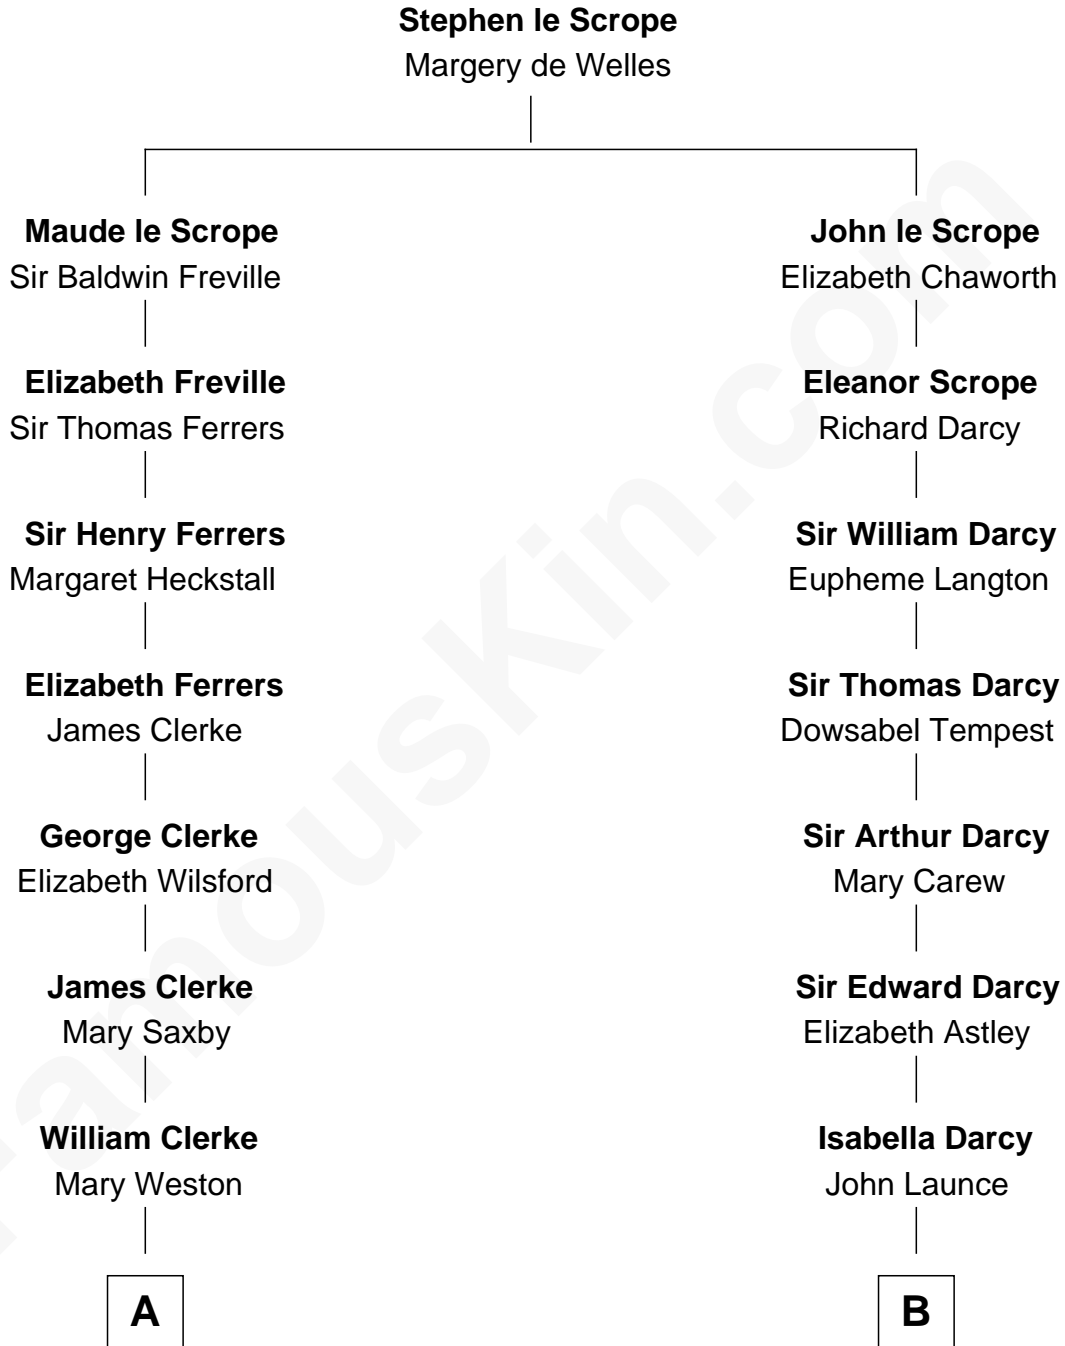 Stephen le Scrope
Margery de Welles
Maude le Scrope
Sir Baldwin Freville
John le Scrope
Elizabeth Chaworth
Elizabeth Freville
Sir Thomas Ferrers
Eleanor Scrope
Richard Darcy
Sir Henry Ferrers
Margaret Heckstall
Sir William Darcy
Eupheme Langton
Elizabeth Ferrers
James Clerke
Sir Thomas Darcy
Dowsabel Tempest
George Clerke
Elizabeth Wilsford
Sir Arthur Darcy
Mary Carew
James Clerke
Mary Saxby
Sir Edward Darcy
Elizabeth Astley
William Clerke
Mary Weston
Isabella Darcy
John Launce
A
B
FamousKin.com